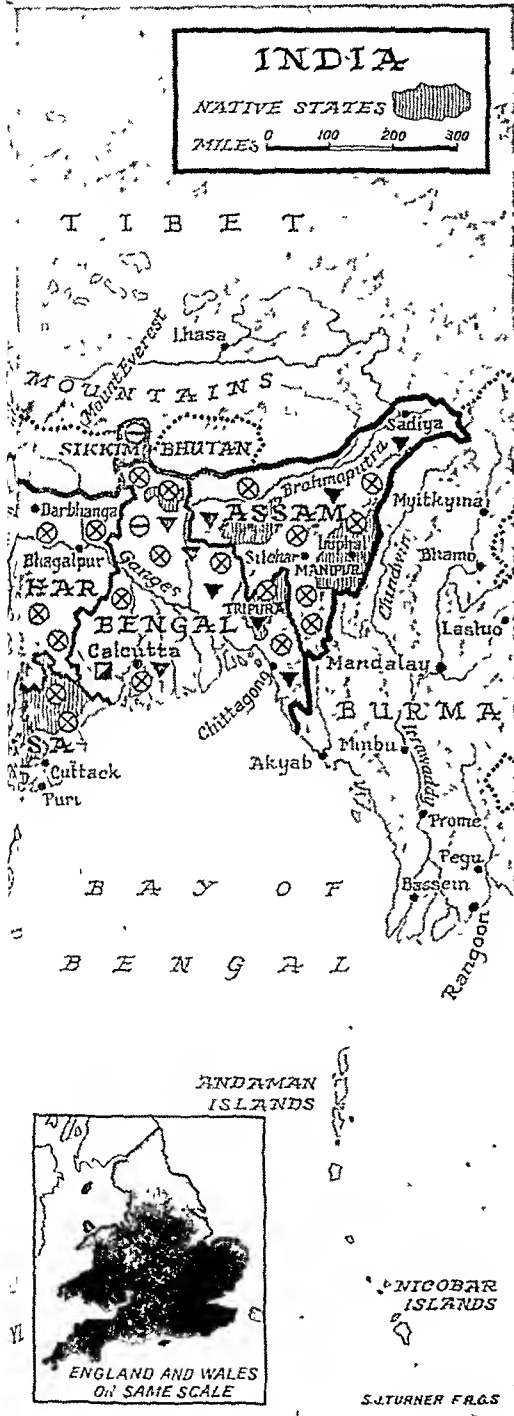 INDIA
NATIVE STATES
MILES 0 100 200 300
TIBET
Lhasa
Mount Everest
MOUNTAINS
Sadiya
SIKKIM
BHUTAN
Brahmaputra
Darbhanga
ASSAM
Myitkyina
Bhagalpur
Ganges
Silchar
Imphal
MANIPUR
Chindwin
Bhamo
HAR
TRIPURA
BENGAL
Lashio
Calcutta
Mandalay
Chittagong
BURMA
SA
Akyab
Minbu
Irrawaddy
Cuttack
Puri
Prome
Pegu
Bassein
Rangoon
BAY OF
BENGAL
ANDAMAN
ISLANDS
NICOBAR
ISLANDS
ENGLAND AND WALES
ON SAME SCALE
S.J.TURNER F.R.G.S